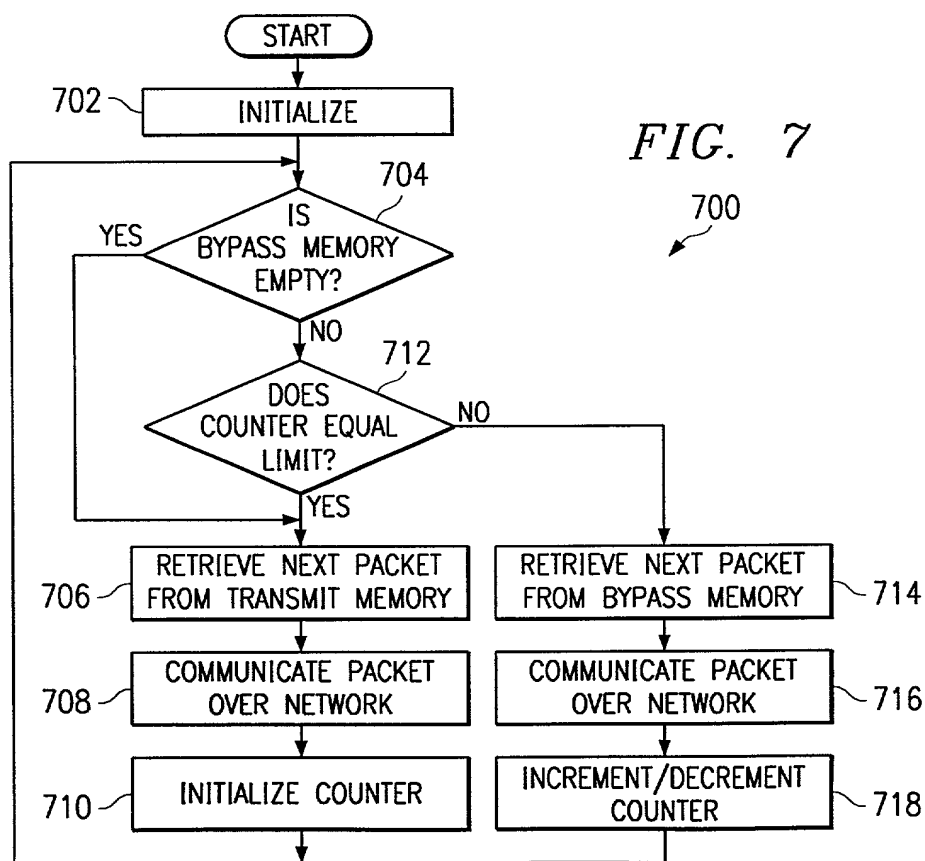 START
702
INITIALIZE
FIG. 7
700
704
IS
BYPASS MEMORY
EMPTY?
YES
NO
712
DOES
COUNTER EQUAL
LIMIT?
NO
YES
706
RETRIEVE NEXT PACKET
FROM TRANSMIT MEMORY
RETRIEVE NEXT PACKET
FROM BYPASS MEMORY
714
708
COMMUNICATE PACKET
OVER NETWORK
COMMUNICATE PACKET
OVER NETWORK
716
710
INITIALIZE COUNTER
INCREMENT/DECREMENT
COUNTER
718